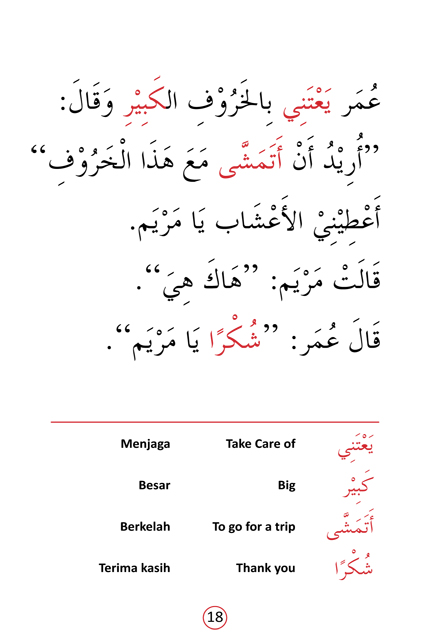 عُمَر يَعْتَنِي بِالخَرُوْفِ الكَبِيْرِ وَقَالَ:
”أُرِيْدُ أَنْ أَتَمَشَّى مَعَ هَذَا الْخَرُوْفِ“
أَعْطِيْنِيْ الأَعْشَاب يَا مَرْيَم.
قَالَتْ مَرْيَم: ”هَاكَ هِيَ“.
قَالَ عُمَر: ”شُكْرًا يَا مَرْيَم“.
يَعْتَنِي Take Care of Menjaga
كَبِيْر Big Besar
أَتَمَشَّى To go for a trip Berkelah
شُكْرًا Thank you Terima kasih
18